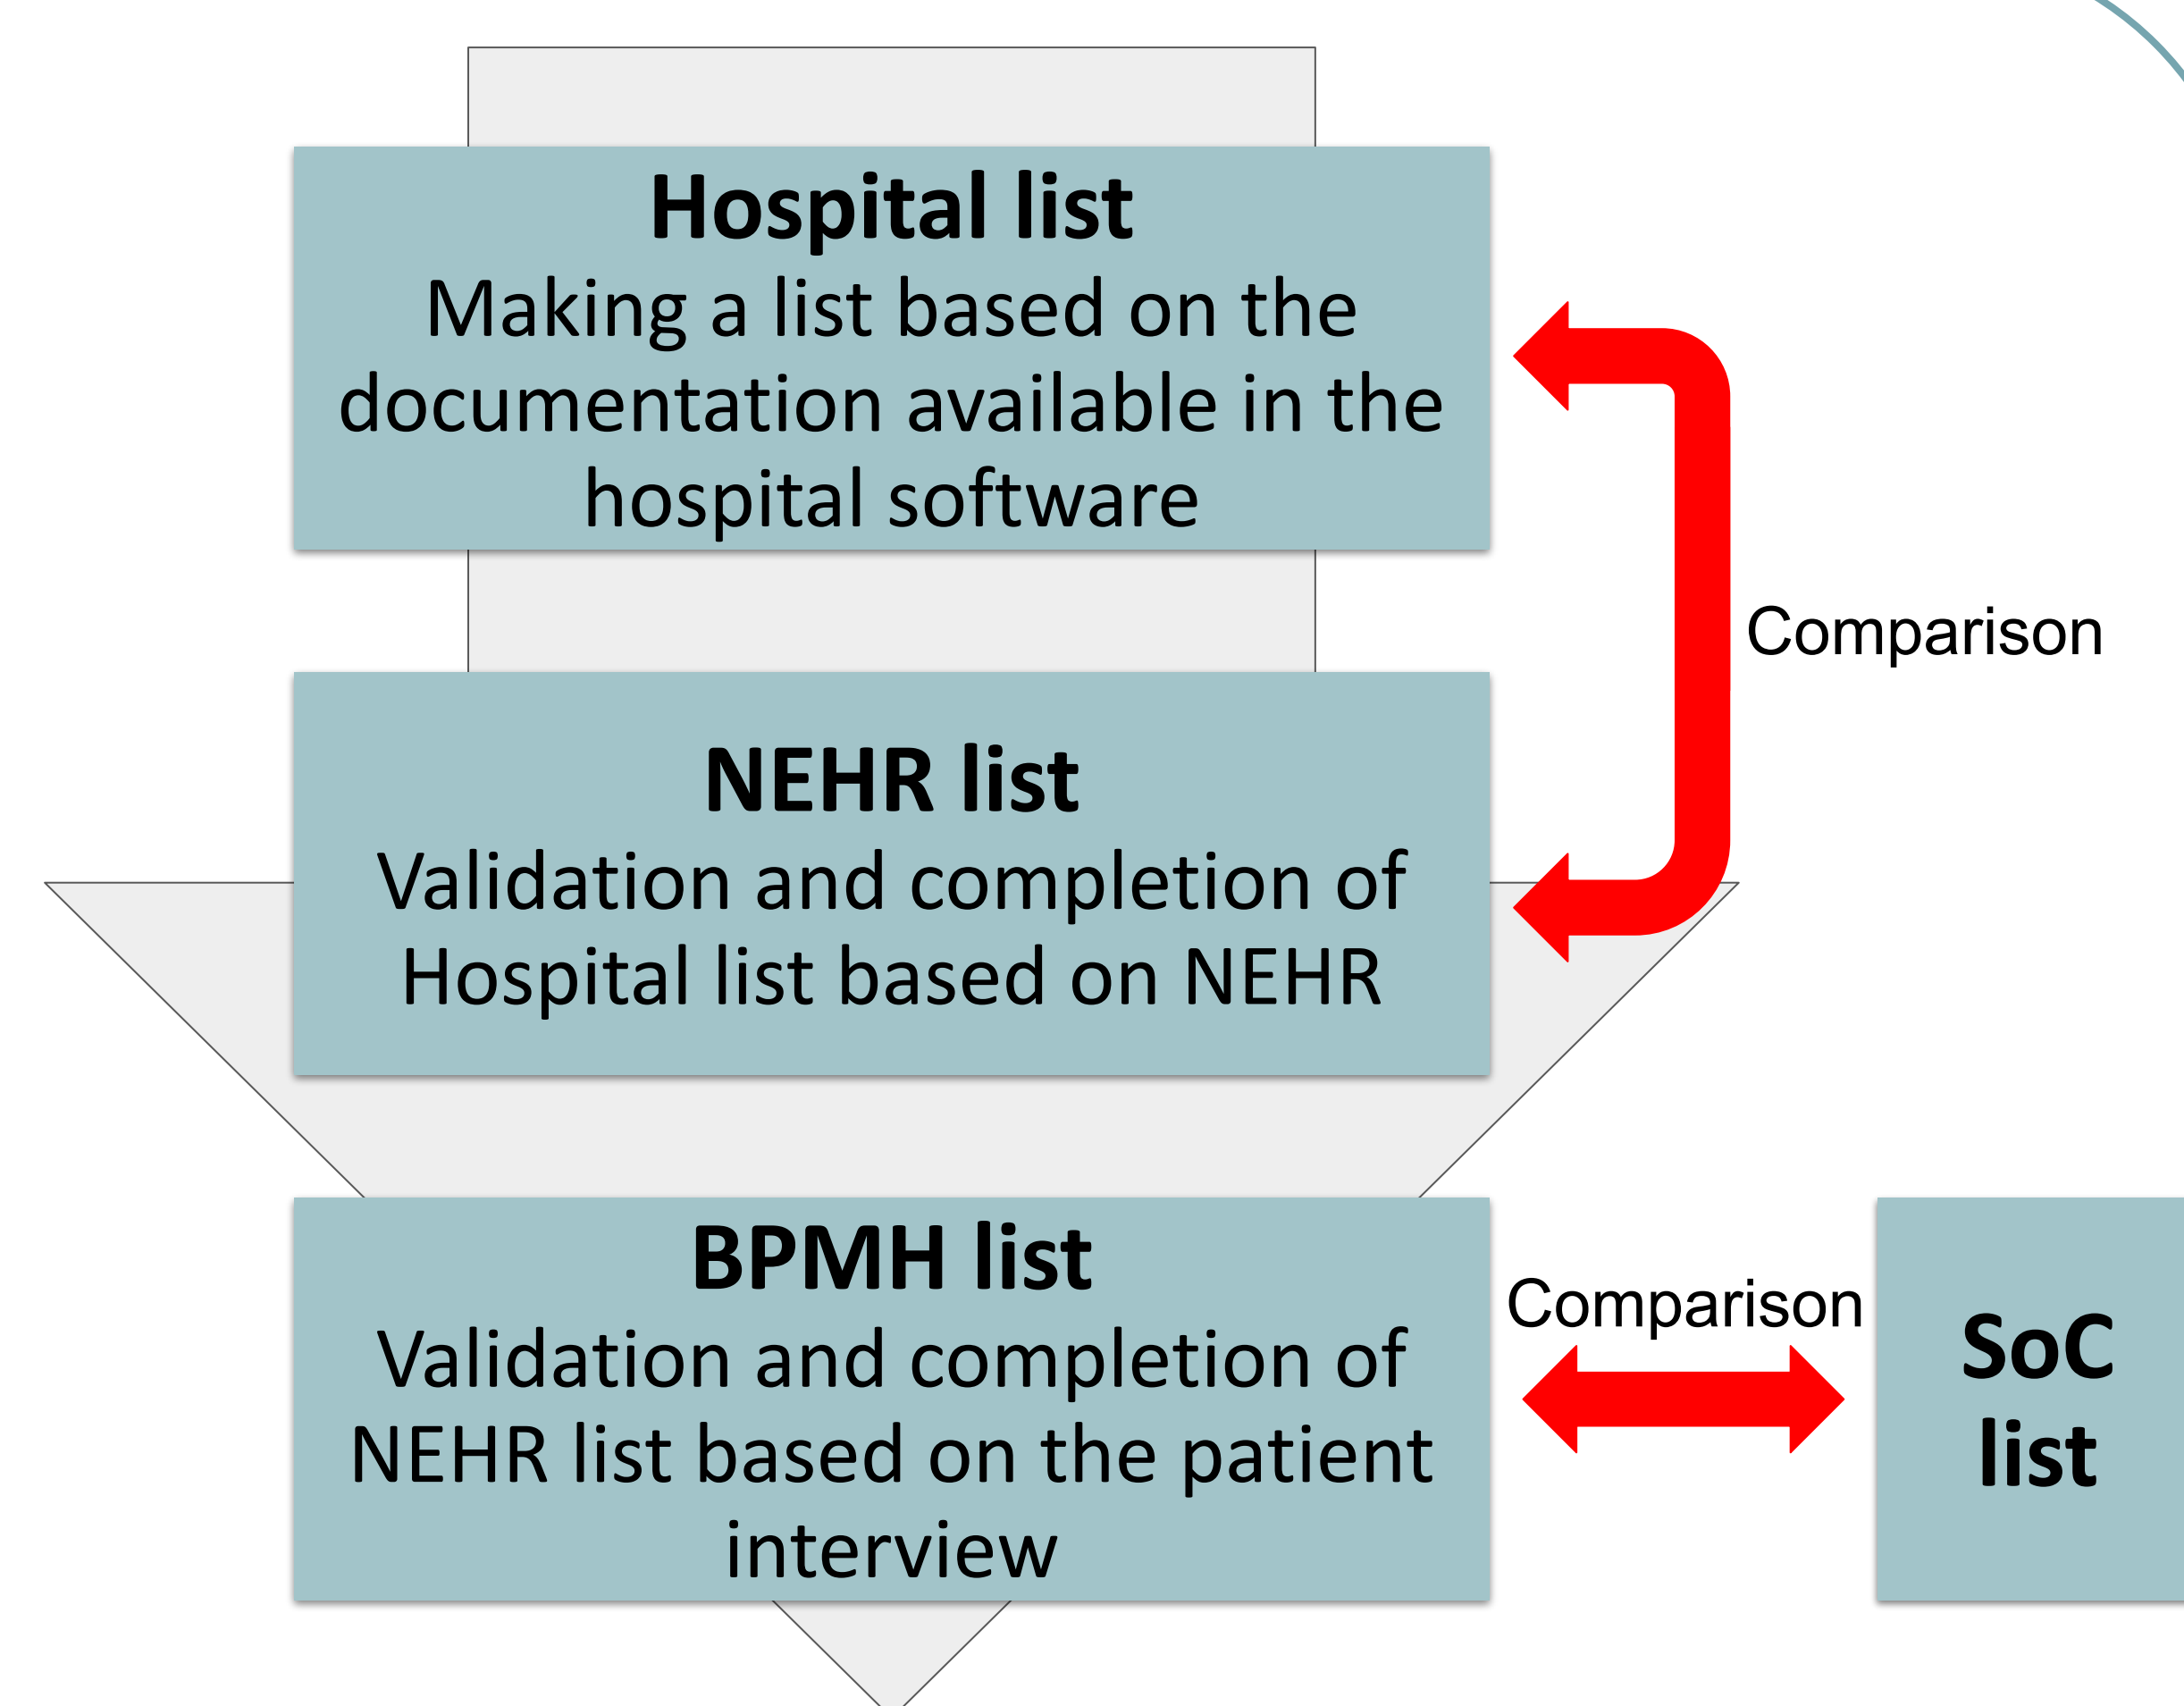 Hospital list
Making a list based on the
documentation available in the
hospital software
Comparison
NEHR list
Validation and completion of
Hospital list based on NEHR
BPMH list
Validation and completion of
NEHR list based on the patient
interview
Comparison
SoC
list